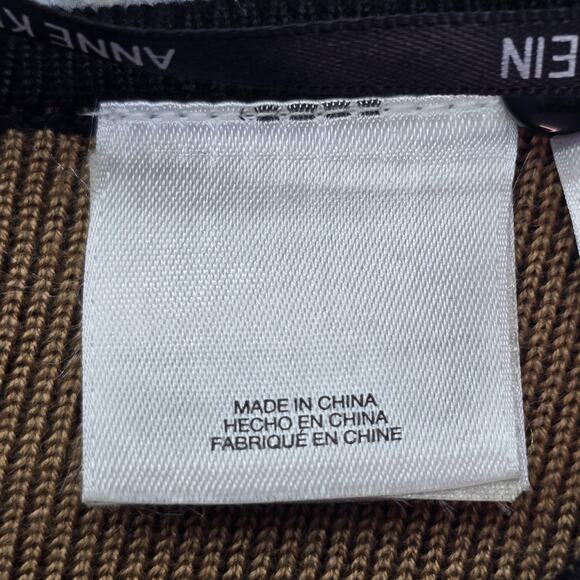 ANNE K
EIN
MADE IN CHINA
HECHO EN CHINA
FABRIQUÉ EN CHINE